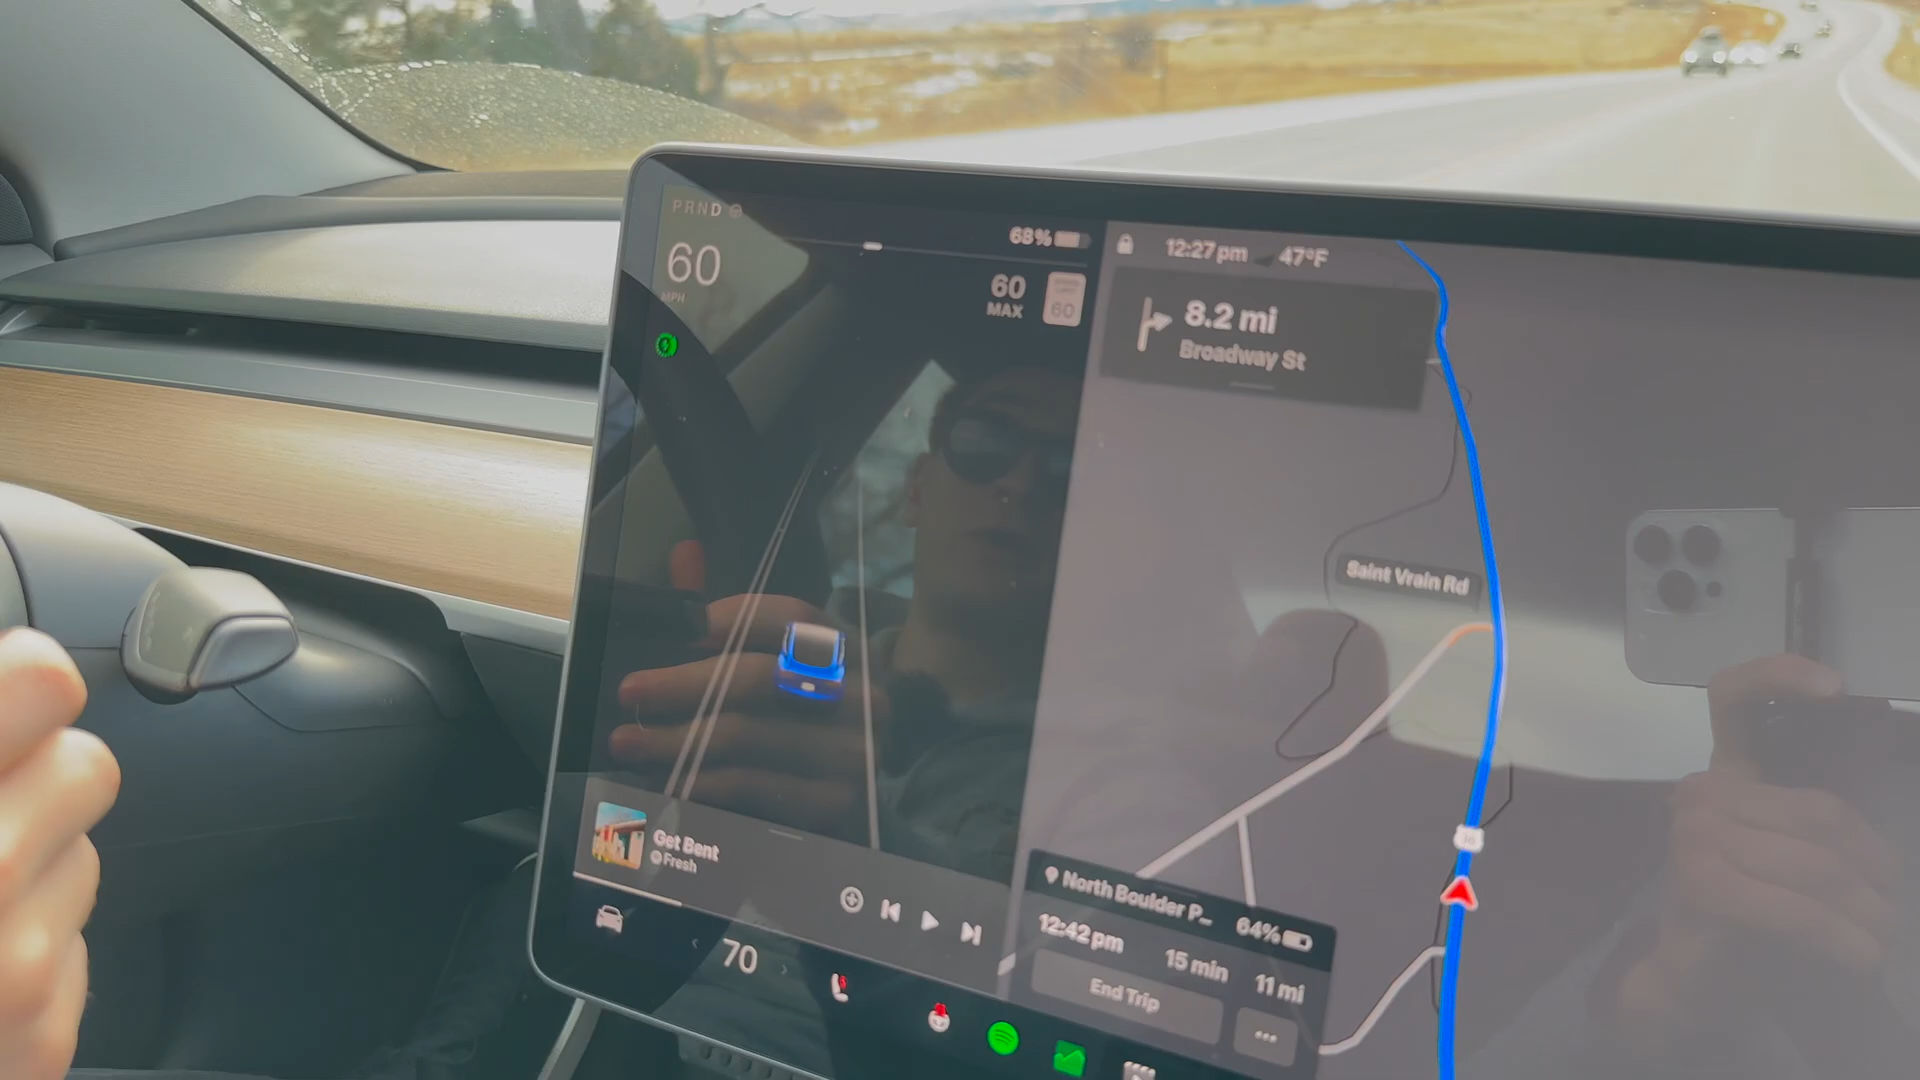 PRND
68%
12:27 pm
47°F
60
MPH
60
MAX
60
8.2 mi
Broadway St
Saint Vrain Rd
36
Get Bent
Fresh
North Boulder P...
64%
12:42 pm
15 min
11 mi
End Trip
70